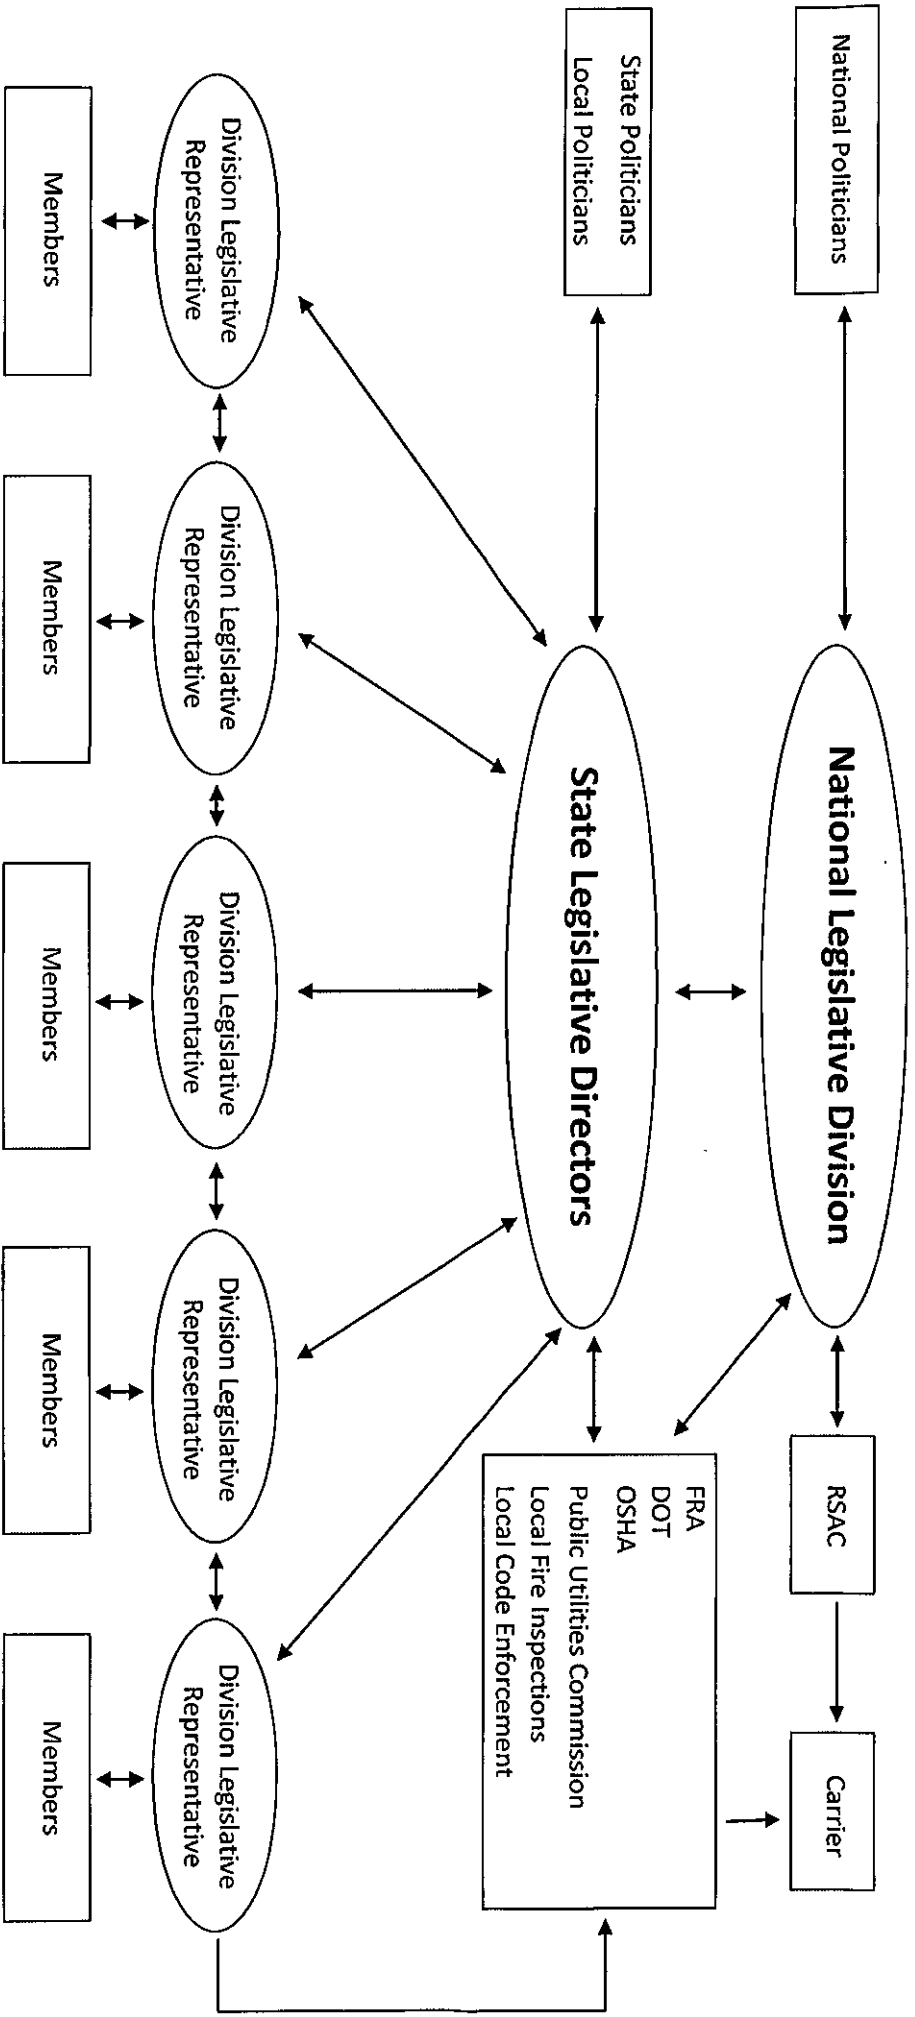 National Politicians
National Legislative Division
RSAC
Carrier
State Politicians
Local Politicians
State Legislative Directors
FRA
DOT
OSHA
Public Utilities Commission
Local Fire Inspections
Local Code Enforcement
Division Legislative
Representative
Division Legislative
Representative
Division Legislative
Representative
Division Legislative
Representative
Division Legislative
Representative
Members
Members
Members
Members
Members